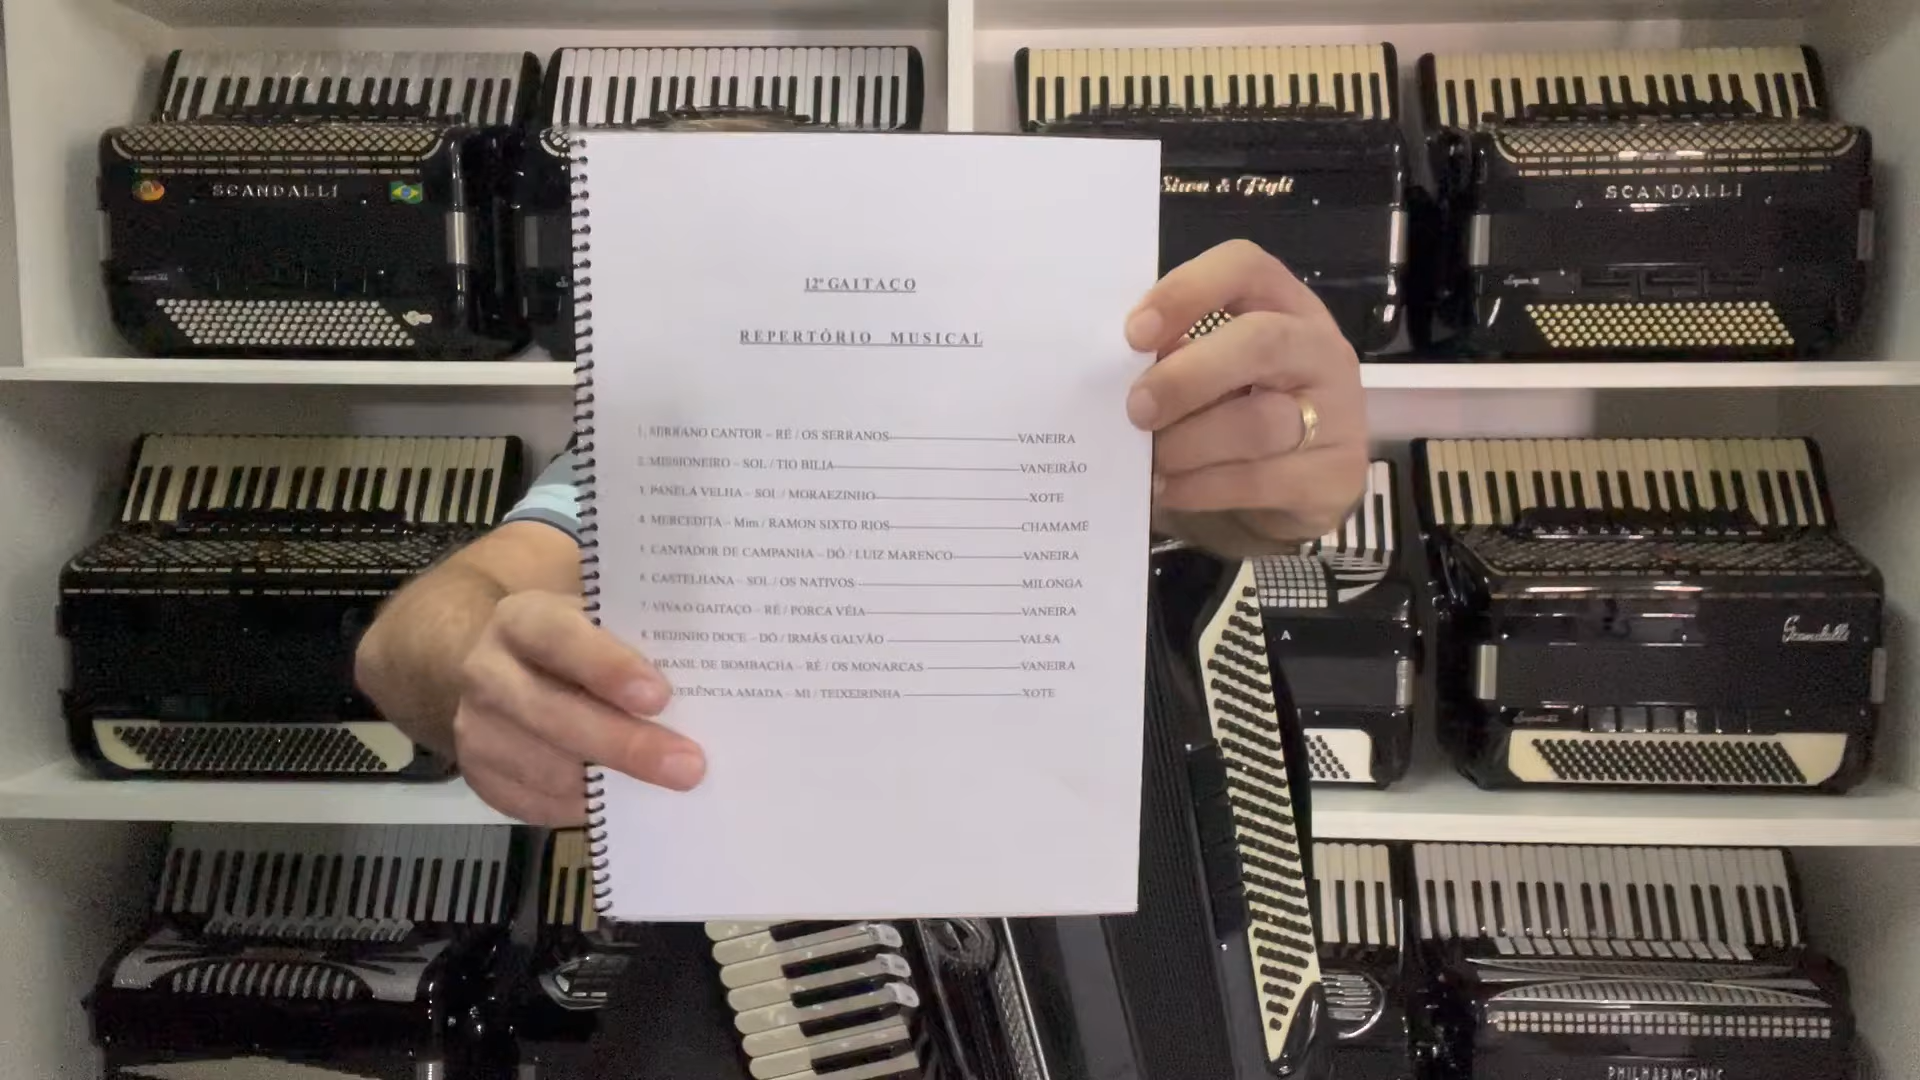 SCANDALLI
Silva & Figli
SCANDALLI
12º GAITAÇO
REPERTÓRIO MUSICAL
1. SERRANO CANTOR – RÉ / OS SERRANOS VANEIRA
2. MISSIONEIRO – SOL / TIO BILIA VANEIRÃO
3. PANELA VELHA – SOL / MORAEZINHO XOTE
4. MERCEDITA – Mim / RAMON SIXTO RIOS CHAMAMÉ
5. CANTADOR DE CAMPANHA – DÓ / LUIZ MARENCO VANEIRA
6. CASTELHANA – SOL / OS NATIVOS MILONGA
7. VIVA O GAITAÇO – RÉ / PORCA VÉIA VANEIRA
8. BEIJINHO DOCE – DÓ / IRMÃS GALVÃO VALSA
BRASIL DE BOMBACHA – RÉ / OS MONARCAS VANEIRA
UERÊNCIA AMADA – MI / TEIXEIRINHA XOTE
A
Scandalli
PHILHARMONIC